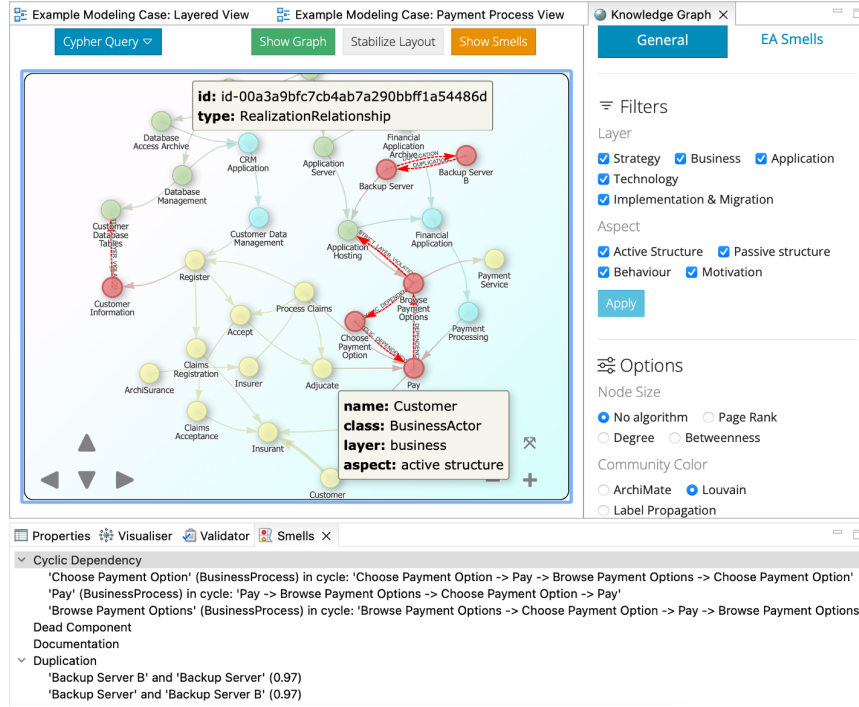 Example Modeling Case: Layered View
Example Modeling Case: Payment Process View
Knowledge Graph
Cypher Query
Show Graph
Stabilize Layout
Show Smells
General
EA Smells
id: id-00a3a9bfc7cb4ab7a290bbff1a54486d
type: RealizationRelationship
Database
Access Archive
CRM
Application
Application
Server
Financial
Application
Archive
DUPLICATION
DUPLICATION
Backup Server
Backup Server
B
Database
Management
Customer
Database
Tables
Customer Data
Management
Application
Hosting
Financial
Application
STRICT_LAYER_VIOLATION
Customer
Information
Register
Process Claims
Browse
Payment
Options
Payment
Service
Accept
Choose
Payment
Option
Payment
Processing
Claims
Registration
ArchiSurance
Insurer
Adjucate
Pay
Claims
Acceptance
Insurant
Customer
name: Customer
class: BusinessActor
layer: business
aspect: active structure
Filters
Layer
Strategy
Business
Application
Technology
Implementation & Migration
Aspect
Active Structure
Passive structure
Behaviour
Motivation
Apply
Options
Node Size
No algorithm
Page Rank
Degree
Betweenness
Community Color
ArchiMate
Louvain
Label Propagation
Properties
Visualiser
Validator
Smells
Cyclic Dependency
'Choose Payment Option' (BusinessProcess) in cycle: 'Choose Payment Option -> Pay -> Browse Payment Options -> Choose Payment Option'
'Pay' (BusinessProcess) in cycle: 'Pay -> Browse Payment Options -> Choose Payment Option -> Pay'
'Browse Payment Options' (BusinessProcess) in cycle: 'Browse Payment Options -> Choose Payment Option -> Pay -> Browse Payment Options
Dead Component
Documentation
Duplication
'Backup Server B' and 'Backup Server' (0.97)
'Backup Server' and 'Backup Server B' (0.97)